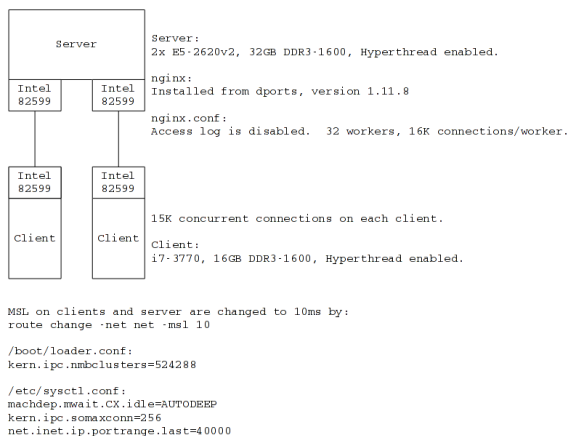 Server
Server:
2x E5-2620v2, 32GB DDR3-1600, Hyperthread enabled.
Intel
82599
Intel
82599
nginx:
Installed from dports, version 1.11.8
nginx.conf:
Access log is disabled.  32 workers, 16K connections/worker.
Intel
82599
Intel
82599
Client
Client
15K concurrent connections on each client.
Client:
i7-3770, 16GB DDR3-1600, Hyperthread enabled.
MSL on clients and server are changed to 10ms by:
route change -net net -msl 10
/boot/loader.conf:
kern.ipc.nmbclusters=524288
/etc/sysctl.conf:
machdep.mwait.CX.idle=AUTODEEP
kern.ipc.somaxconn=256
net.inet.ip.portrange.last=40000